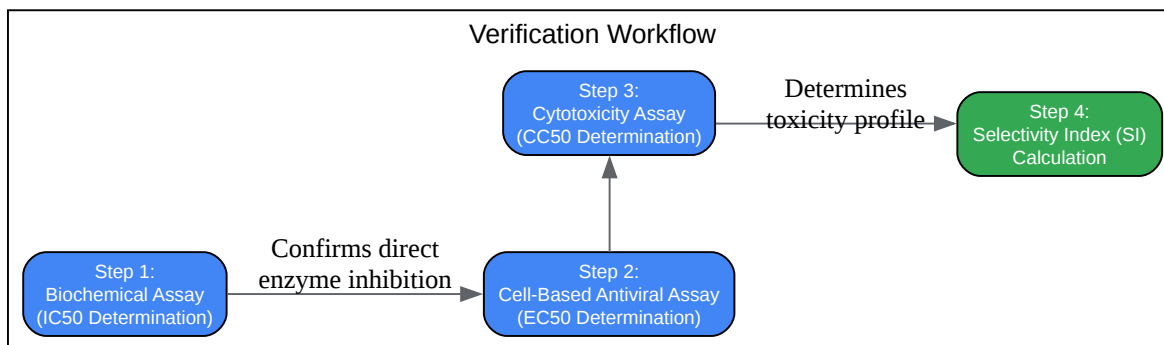 Verification Workflow
Step 1:
Biochemical Assay
(IC50 Determination)
Confirms direct
enzyme inhibition
Step 2:
Cell-Based Antiviral Assay
(EC50 Determination)
Step 3:
Cytotoxicity Assay
(CC50 Determination)
Determines
toxicity profile
Step 4:
Selectivity Index (SI)
Calculation